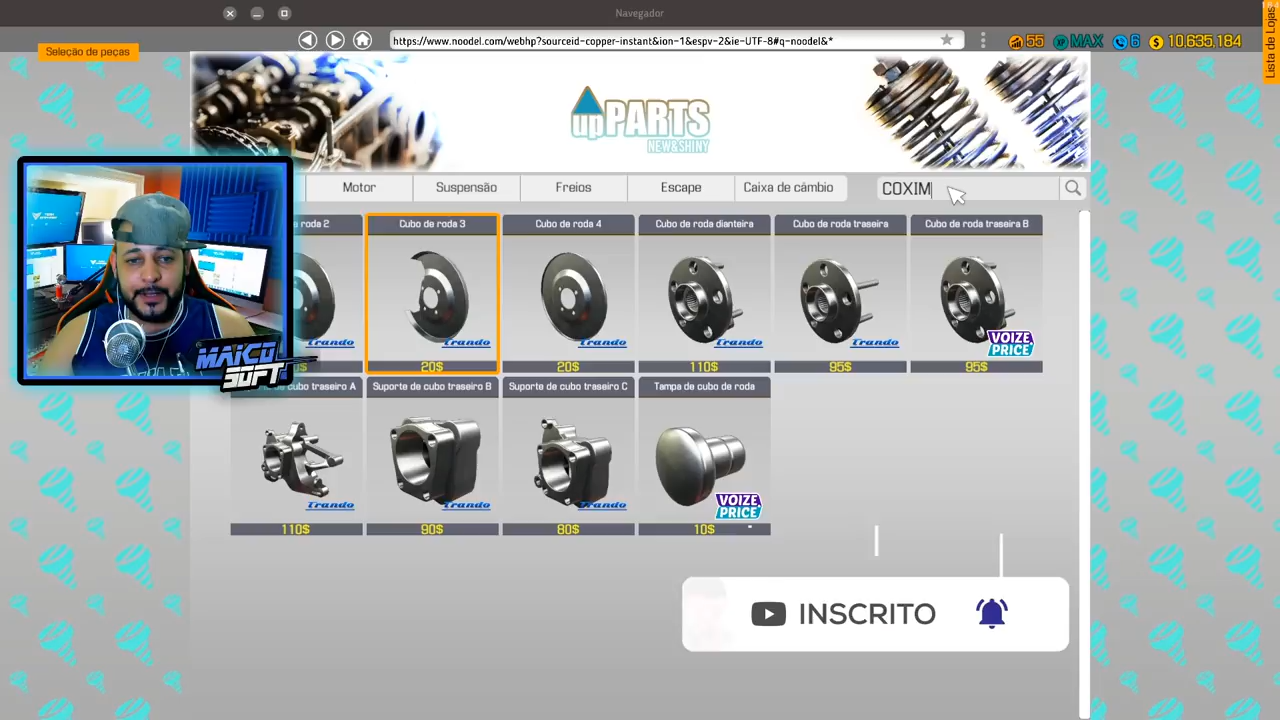 Navegador
Seleção de peças
https://www.noodel.com/webhp?sourceid-copper-instant&ion-1&espv-2&ie-UTF-8#q-noodel&*
55 XP MAX 6 $ 10,635,184
Lista de Lojas
upPARTS
NEW&SHINY
Motor Suspensão Freios Escape Caixa de câmbio COXIM
roda 2 Cubo de roda 3 Cubo de roda 4 Cubo de roda dianteira Cubo de roda traseira Cubo de roda traseira B
Trando Trando Trando Trando VOIZE PRICE
20$ 20$ 110$ 95$ 95$
de cubo traseiro A Suporte de cubo traseiro B Suporte de cubo traseiro C Tampa de cubo de roda
Trando Trando Trando VOIZE PRICE
110$ 90$ 80$ 10$
MAICO SOFT
INSCRITO